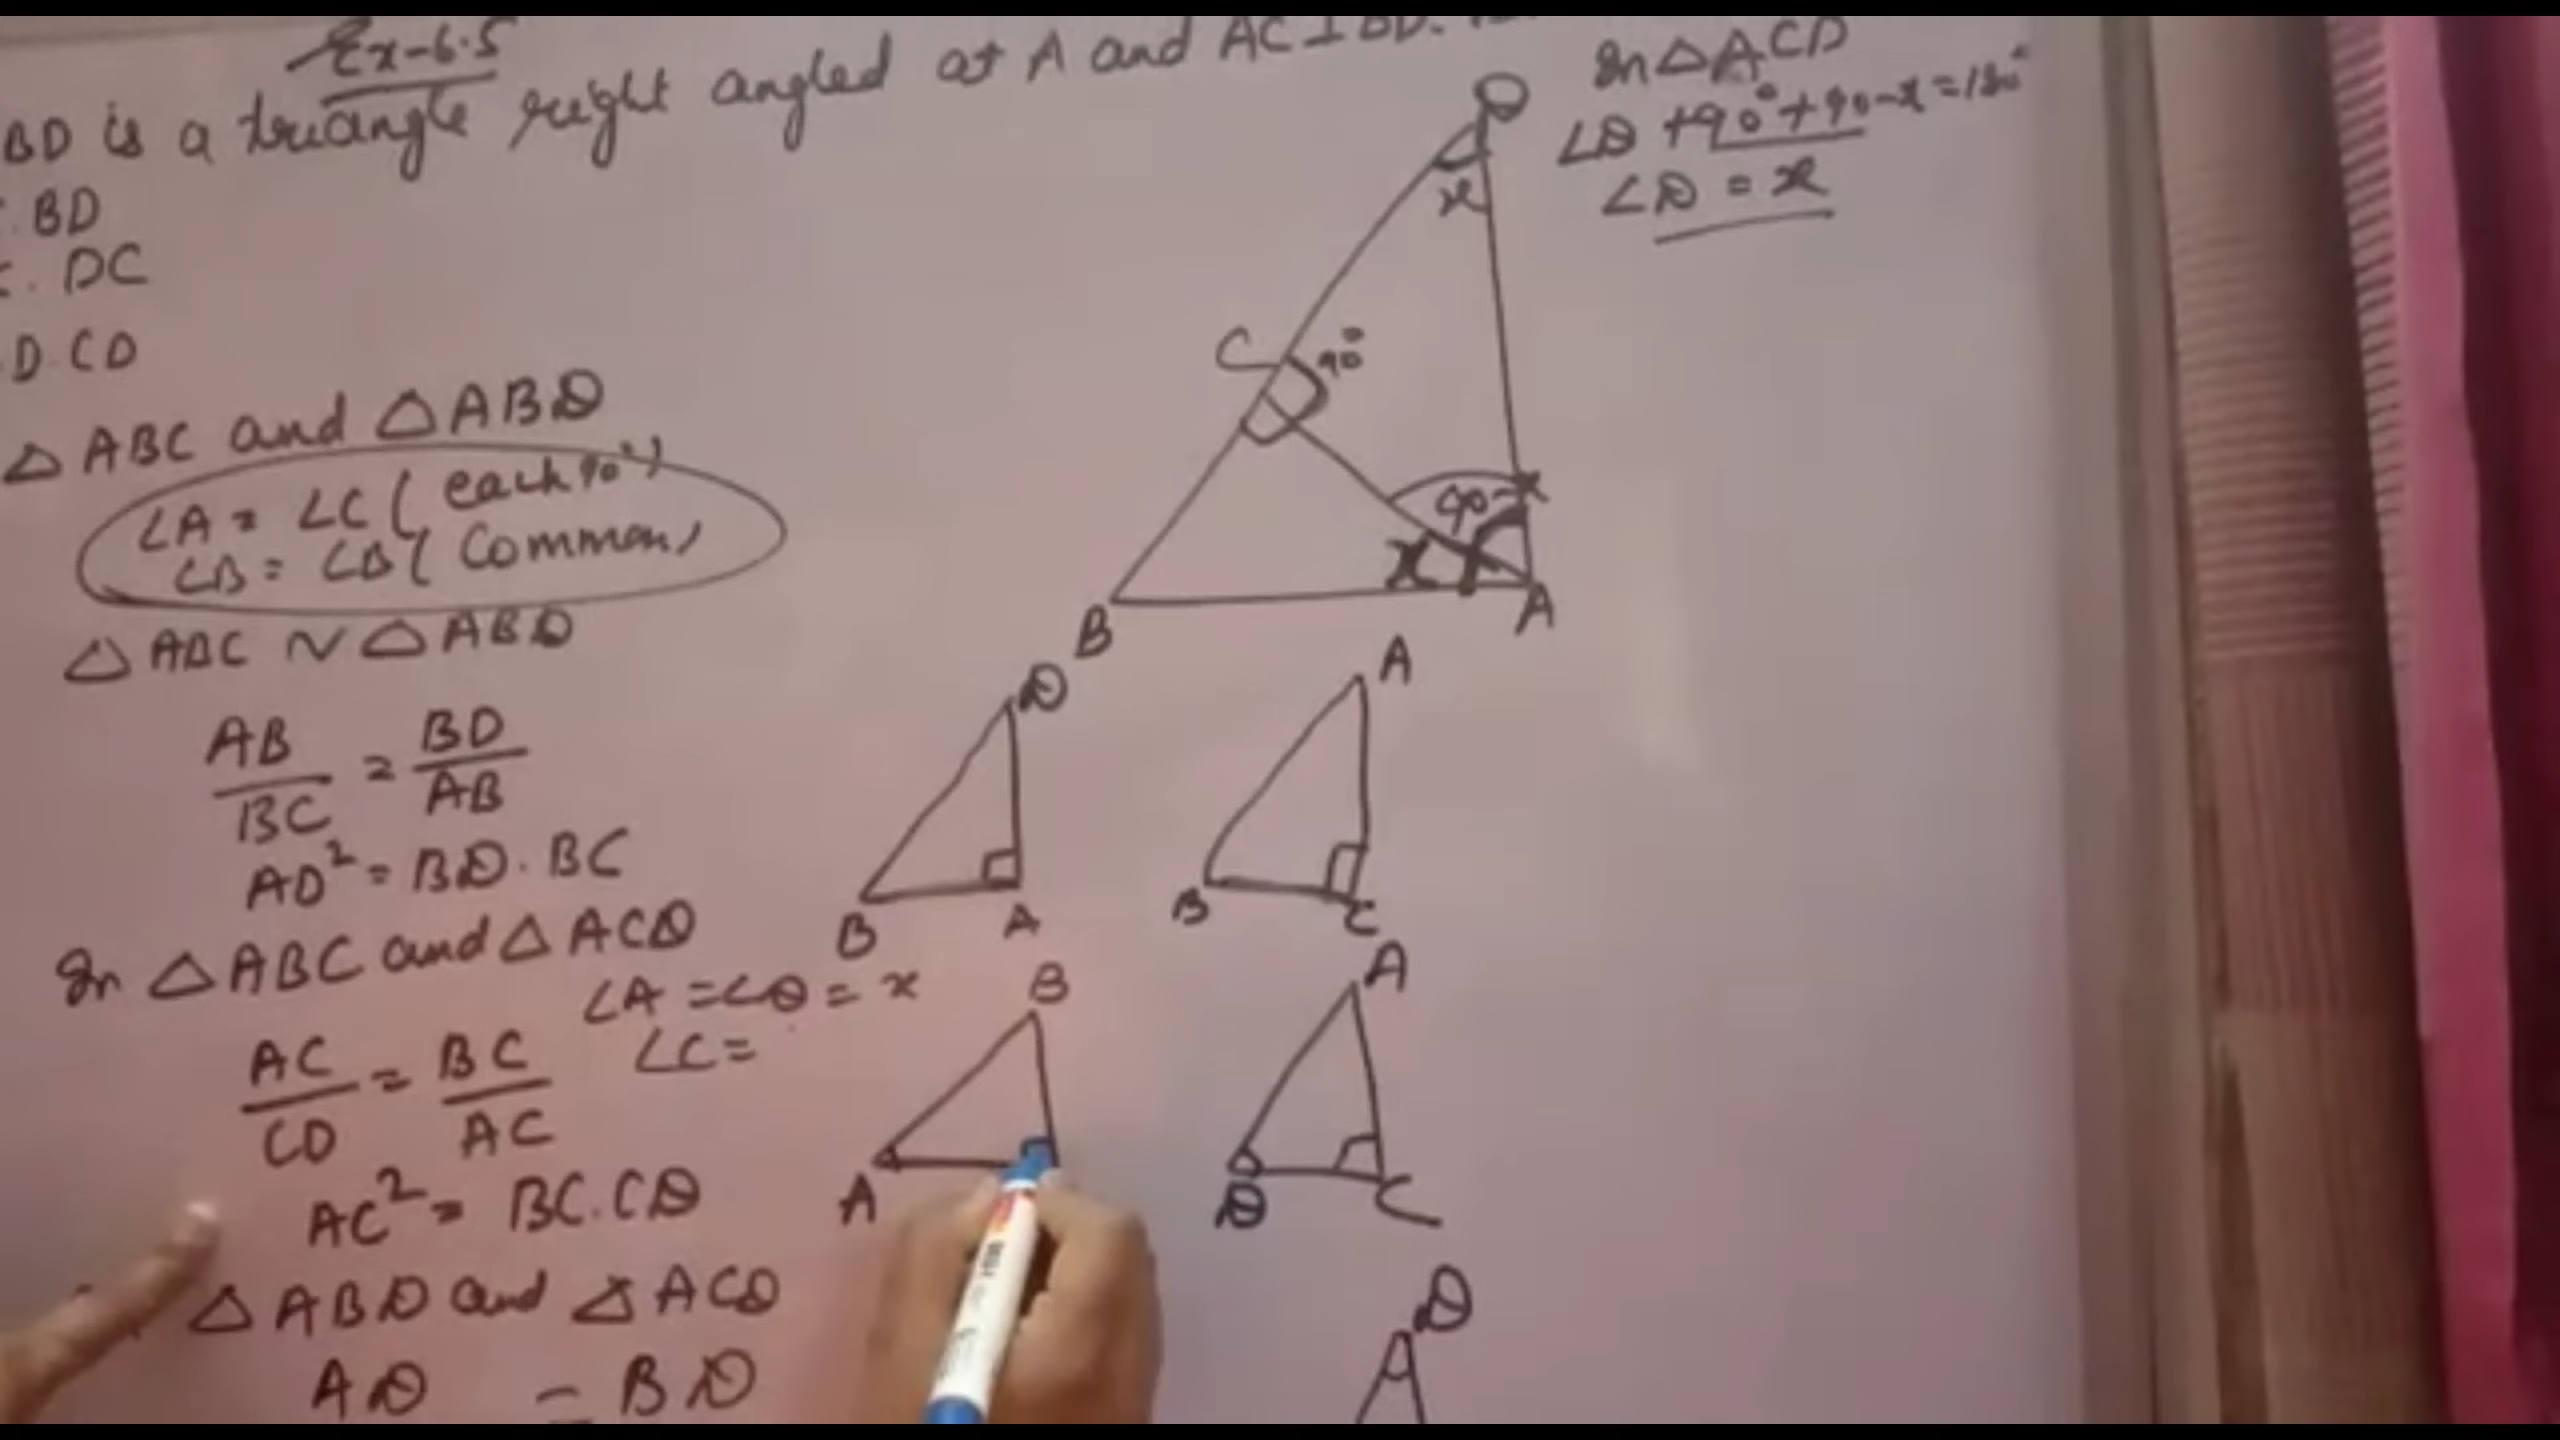 Ex-6.5
BD is a triangle right angled at A and AC ⊥ BD.
. BD
. DC
D. CD
△ ABC and △ ABD
∠A = ∠C ( each 90°)
∠B = ∠B ( Common)
△ ABC ~ △ ABD
AB/BC = BD/AB
AD² = BD. BC
In △ ABC and △ ACD
∠A = ∠D = x
∠C =
AC/CD = BC/AC
AC² = BC. CD
△ ABD and △ ACD
AD = BD
In △ ACD
∠D + 90° + 90-x = 180°
∠D = x
D
x
C
90°
90-x
x
B
A
D
B
A
A
B
C
B
A
A
D
C
D